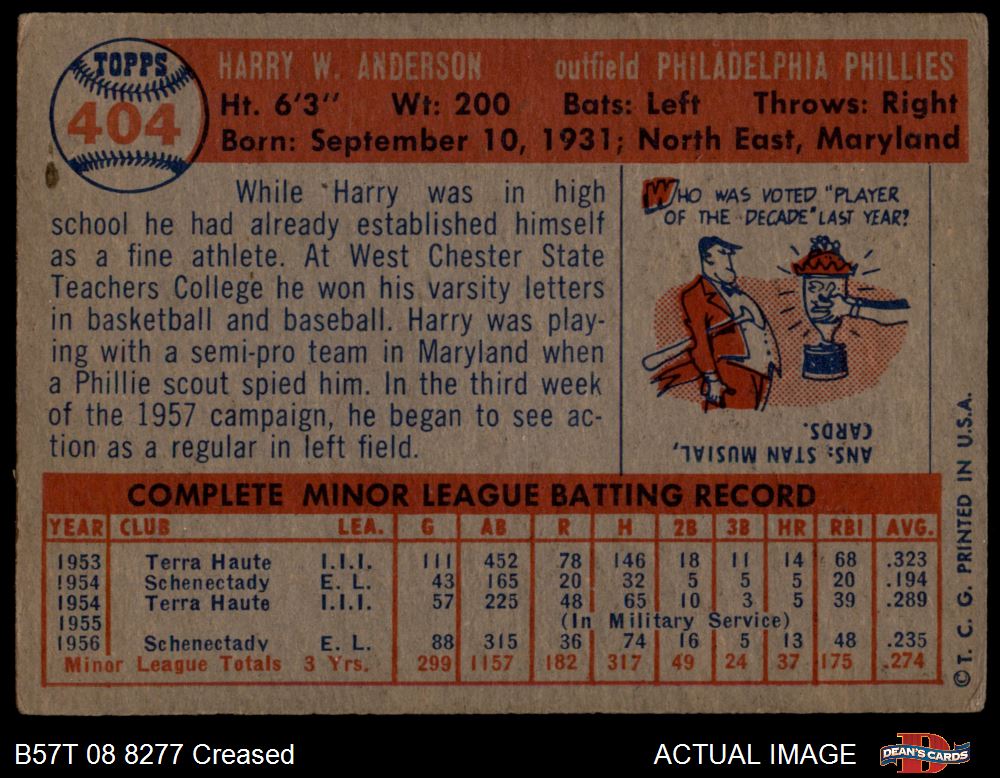 TOPPS
404
HARRY W. ANDERSON outfield PHILADELPHIA PHILLIES
Ht. 6'3" Wt: 200 Bats: Left Throws: Right
Born: September 10, 1931; North East, Maryland
While Harry was in high
school he had already established himself
as a fine athlete. At West Chester State
Teachers College he won his varsity letters
in basketball and baseball. Harry was play-
ing with a semi-pro team in Maryland when
a Phillie scout spied him. In the third week
of the 1957 campaign, he began to see ac-
tion as a regular in left field.
WHO WAS VOTED "PLAYER
OF THE DECADE" LAST YEAR?
ANS: STAN MUSIAL,
CARDS.
COMPLETE MINOR LEAGUE BATTING RECORD
YEAR CLUB LEA. G AB R H 2B 3B HR RBI AVG.
1953 Terra Haute I.I.I. 111 452 78 146 18 11 14 68 .323
1954 Schenectady E. L. 43 165 20 32 5 5 5 20 .194
1954 Terra Haute I.I.I. 57 225 48 65 10 3 5 39 .289
1955 (In Military Service)
1956 Schenectady E. L. 88 315 36 74 16 5 13 48 .235
Minor League Totals 3 Yrs. 299 1157 182 317 49 24 37 175 .274
© T. C. G. PRINTED IN U.S.A.
B57T 08 8277 Creased
ACTUAL IMAGE
DEAN'S CARDS